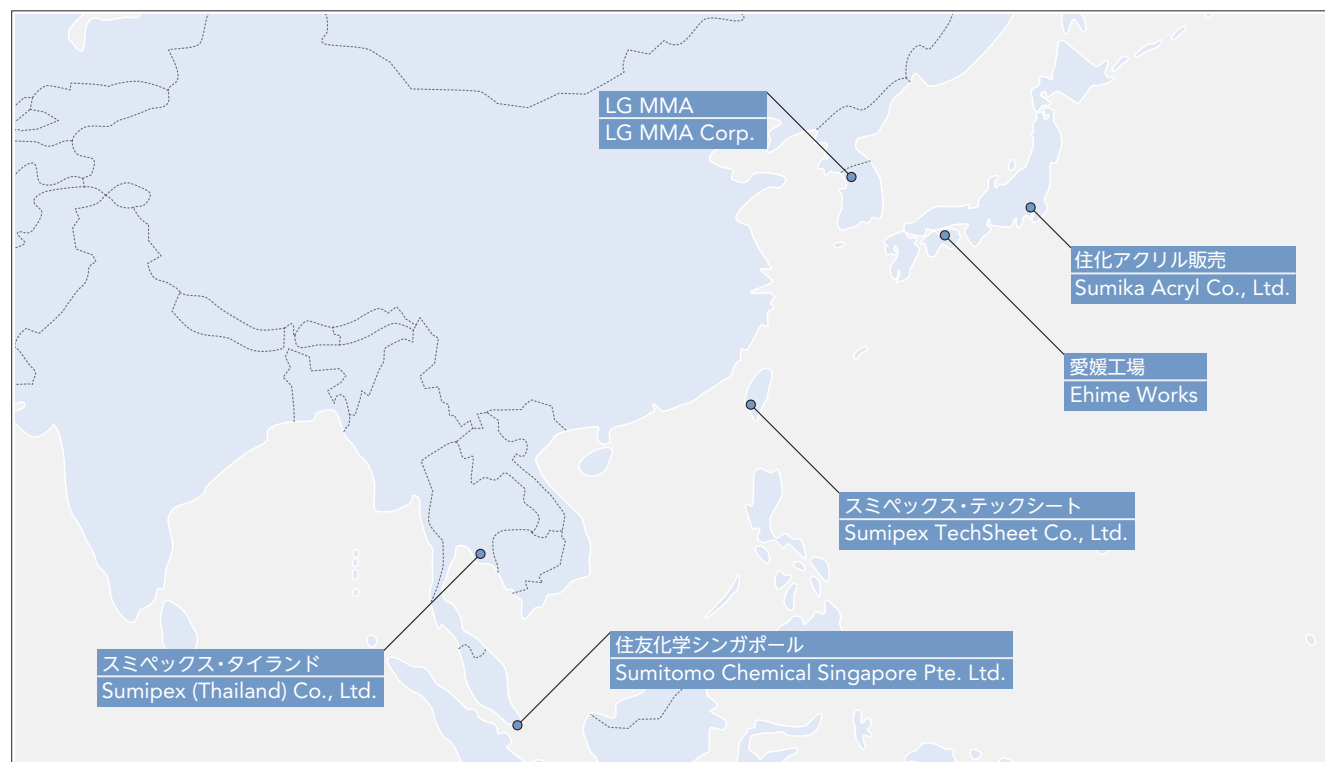 LG MMA
LG MMA Corp.
住化アクリル販売
Sumika Acryl Co., Ltd.
愛媛工場
Ehime Works
スミペックス・テックシート
Sumipex TechSheet Co., Ltd.
住友化学シンガポール
Sumitomo Chemical Singapore Pte. Ltd.
スミペックス・タイランド
Sumipex (Thailand) Co., Ltd.